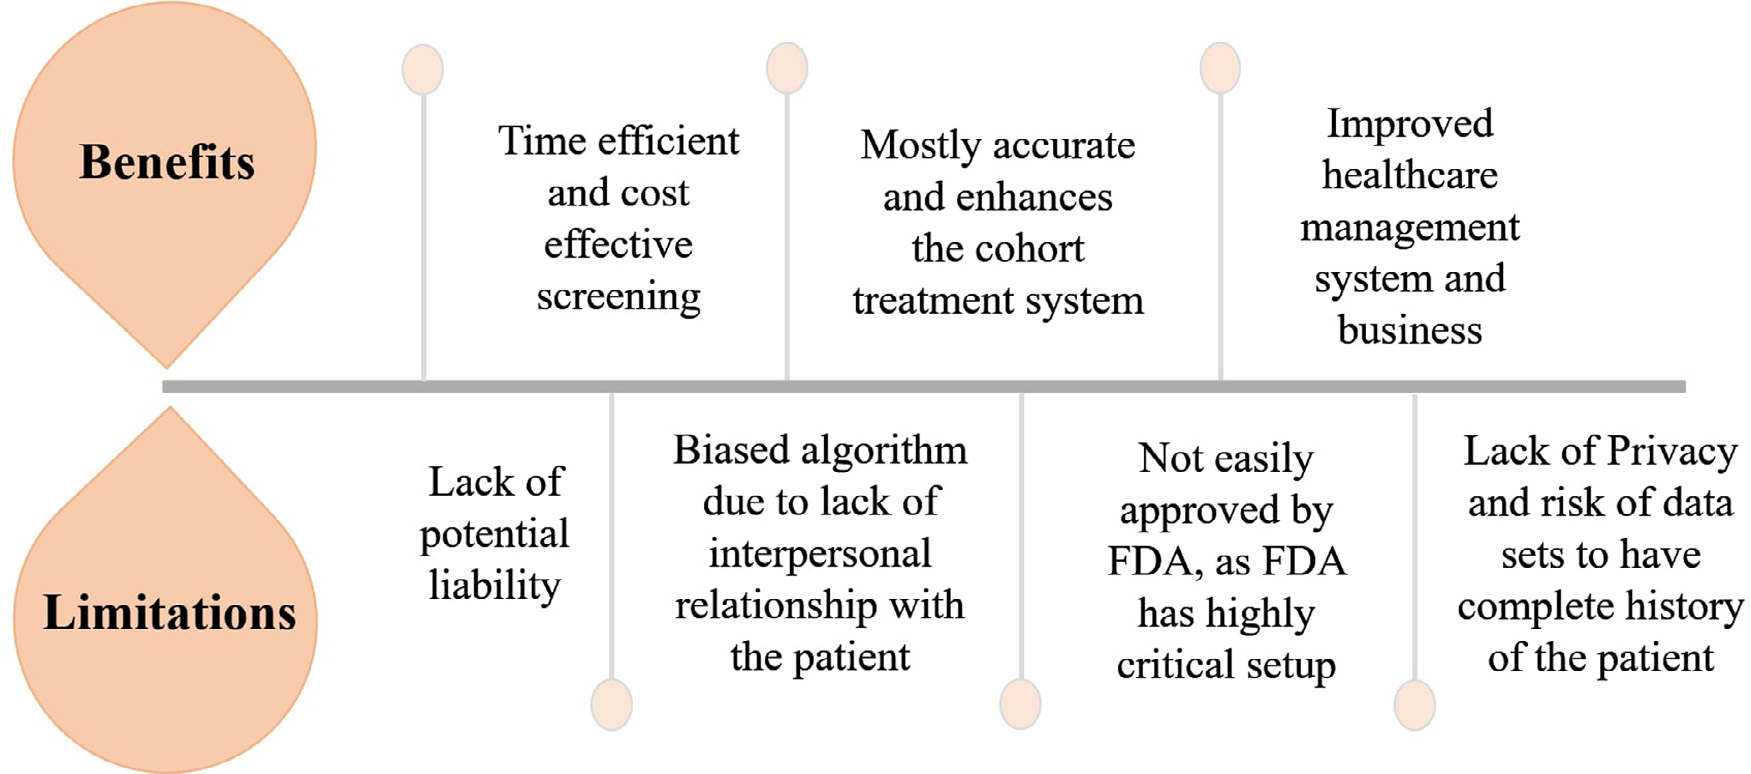 Benefits
Time efficient
and cost
effective
screening
Mostly accurate
and enhances
the cohort
treatment system
Improved
healthcare
management
system and
business
Limitations
Lack of
potential
liability
Biased algorithm
due to lack of
interpersonal
relationship with
the patient
Not easily
approved by
FDA, as FDA
has highly
critical setup
Lack of Privacy
and risk of data
sets to have
complete history
of the patient